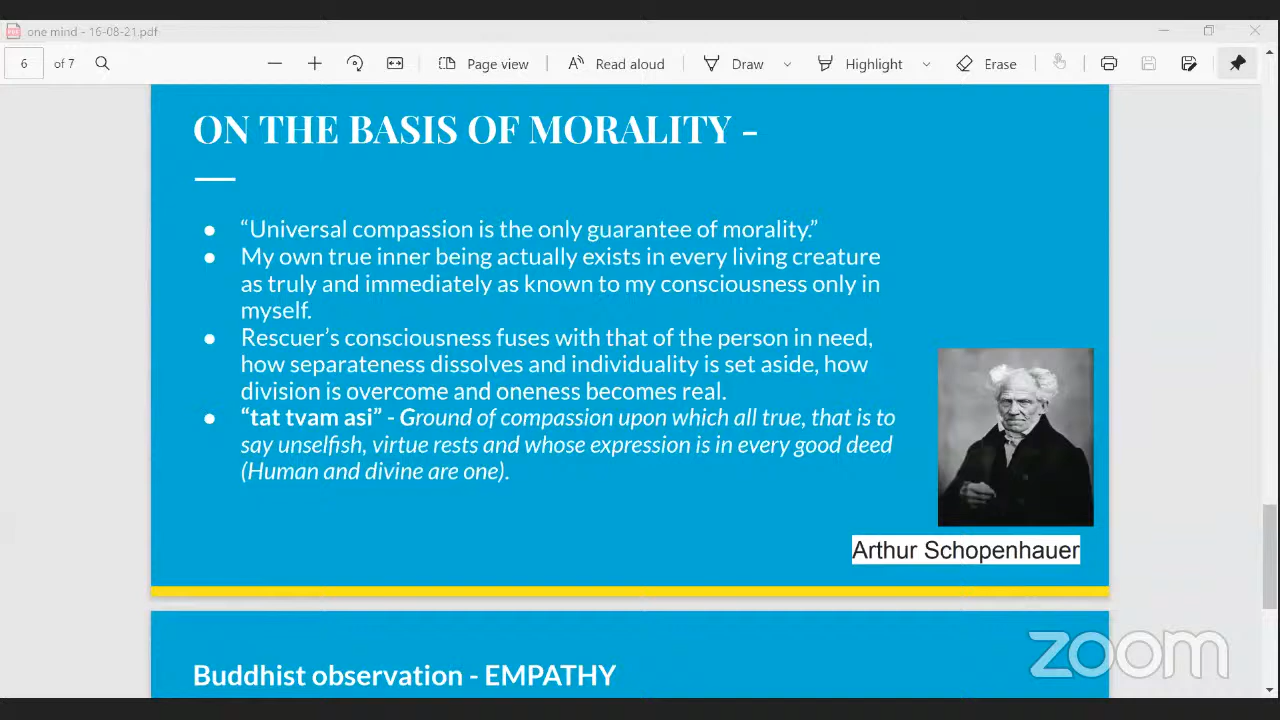 one mind - 16-08-21.pdf
6 of 7 Page view Read aloud Draw Highlight Erase
ON THE BASIS OF MORALITY -
“Universal compassion is the only guarantee of morality.”
My own true inner being actually exists in every living creature
as truly and immediately as known to my consciousness only in
myself.
Rescuer’s consciousness fuses with that of the person in need,
how separateness dissolves and individuality is set aside, how
division is overcome and oneness becomes real.
“tat tvam asi” - Ground of compassion upon which all true, that is to
say unselfish, virtue rests and whose expression is in every good deed
(Human and divine are one).
Arthur Schopenhauer
Buddhist observation - EMPATHY
zoom